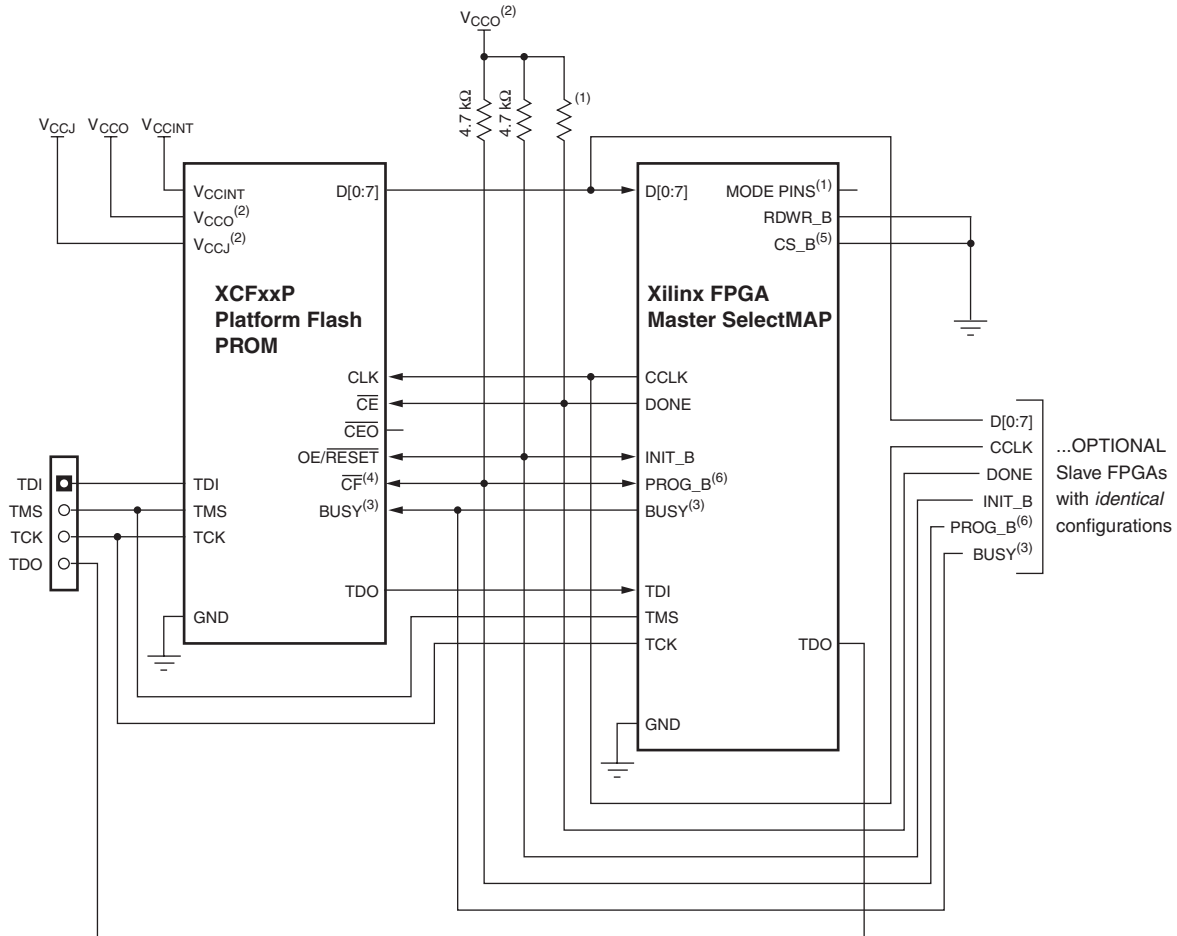 VCCO(2)
4.7 kΩ
4.7 kΩ
(1)
VCCJ VCCO VCCINT
VCCINT
VCCO(2)
VCCJ(2)
D[0:7]
XCFxxP
Platform Flash
PROM
CLK
CE
CEO
OE/RESET
CF(4)
BUSY(3)
TDI
TMS
TCK
TDO
GND
D[0:7]
MODE PINS(1)
RDWR_B
CS_B(5)
Xilinx FPGA
Master SelectMAP
CCLK
DONE
INIT_B
PROG_B(6)
BUSY(3)
TDI
TMS
TCK
TDO
GND
TDI
TMS
TCK
TDO
D[0:7]
CCLK
DONE
INIT_B
PROG_B(6)
BUSY(3)
...OPTIONAL
Slave FPGAs
with identical
configurations